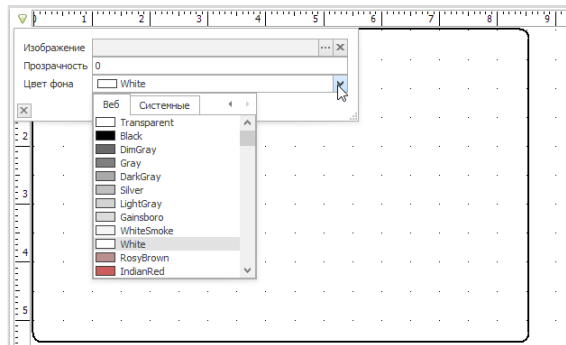 1 2 3 4 5 6 7 8 9
Изображение
Прозрачность 0
Цвет фона White
Веб Системные
Transparent
2 Black
DimGray
Gray
DarkGray
3 Silver
LightGray
Gainsboro
WhiteSmoke
4 White
RosyBrown
IndianRed
5